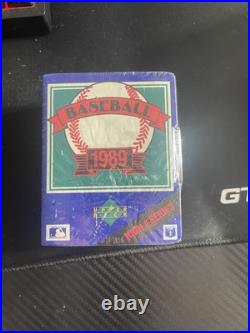 BASEBALL
1989
UPPER
DECK
HIGH SERIES
GT